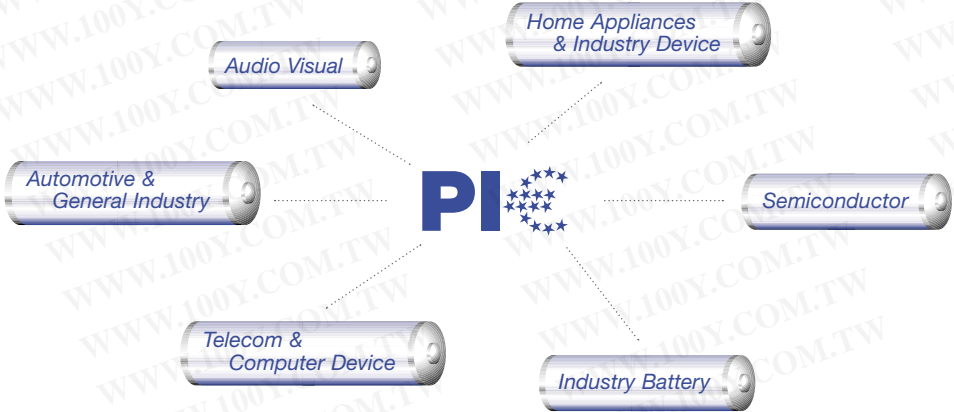 Home Appliances
& Industry Device
Audio Visual
Automotive &
General Industry
PIC
Semiconductor
Telecom &
Computer Device
Industry Battery
WWW.100Y.COM.TW